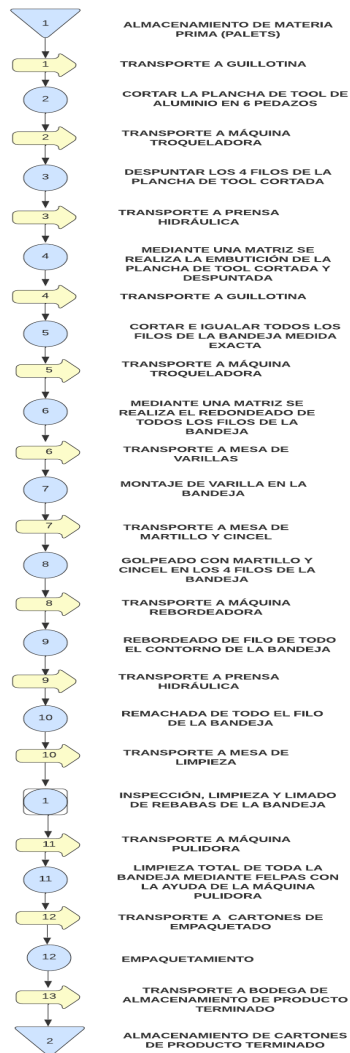 1
ALMACENAMIENTO DE MATERIA
PRIMA (PALETS)
1
TRANSPORTE A GUILLOTINA
2
CORTAR LA PLANCHA DE TOOL DE
ALUMINIO EN 6 PEDAZOS
2
TRANSPORTE A MÁQUINA
TROQUELADORA
3
DESPUNTAR LOS 4 FILOS DE LA
PLANCHA DE TOOL CORTADA
3
TRANSPORTE A PRENSA
HIDRÁULICA
4
MEDIANTE UNA MATRIZ SE
REALIZA LA EMBUTICIÓN DE LA
PLANCHA DE TOOL CORTADA Y
DESPUNTADA
4
TRANSPORTE A GUILLOTINA
5
CORTAR E IGUALAR TODOS LOS
FILOS DE LA BANDEJA MEDIDA
EXACTA
5
TRANSPORTE A MÁQUINA
TROQUELADORA
6
MEDIANTE UNA MATRIZ SE
REALIZA EL REDONDEADO DE
TODOS LOS FILOS DE LA
BANDEJA
6
TRANSPORTE A MESA DE
VARILLAS
7
MONTAJE DE VARILLA EN LA
BANDEJA
7
TRANSPORTE A MESA DE
MARTILLO Y CINCEL
8
GOLPEADO CON MARTILLO Y
CINCEL EN LOS 4 FILOS DE LA
BANDEJA
8
TRANSPORTE A MÁQUINA
REBORDEADORA
9
REBORDEADO DE FILO DE TODO
EL CONTORNO DE LA BANDEJA
9
TRANSPORTE A PRENSA
HIDRÁULICA
10
REMACHADA DE TODO EL FILO
DE LA BANDEJA
10
TRANSPORTE A MESA DE
LIMPIEZA
1
INSPECCIÓN, LIMPIEZA Y LIMADO
DE REBABAS DE LA BANDEJA
11
TRANSPORTE A MÁQUINA
PULIDORA
11
LIMPIEZA TOTAL DE TODA LA
BANDEJA MEDIANTE FELPAS CON
LA AYUDA DE LA MÁQUINA
PULIDORA
12
TRANSPORTE A CARTONES DE
EMPAQUETADO
12
EMPAQUETAMIENTO
13
TRANSPORTE A BODEGA DE
ALMACENAMIENTO DE PRODUCTO
TERMINADO
2
ALMACENAMIENTO DE CARTONES
DE PRODUCTO TERMINADO